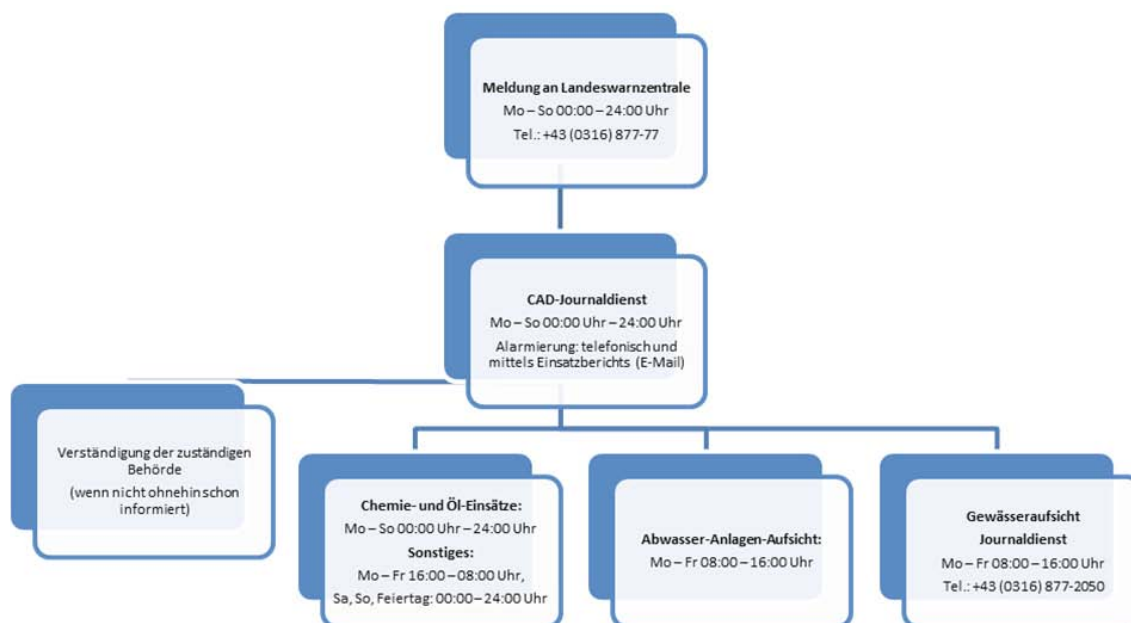 Meldung an Landeswarnzentrale
Mo – So 00:00 – 24:00 Uhr
Tel.: +43 (0316) 877-77
CAD-Journaldienst
Mo – So 00:00 Uhr – 24:00 Uhr
Alarmierung: telefonisch und
mittels Einsatzberichts (E-Mail)
Verständigung der zuständigen
Behörde
(wenn nicht ohnehin schon
informiert)
Chemie- und Öl-Einsätze:
Mo – So 00:00 Uhr – 24:00 Uhr
Sonstiges:
Mo – Fr 16:00 – 08:00 Uhr,
Sa, So, Feiertag: 00:00 – 24:00 Uhr
Abwasser-Anlagen-Aufsicht:
Mo – Fr 08:00 – 16:00 Uhr
Gewässeraufsicht
Journaldienst
Mo – Fr 08:00 – 16:00 Uhr
Tel.: +43 (0316) 877-2050